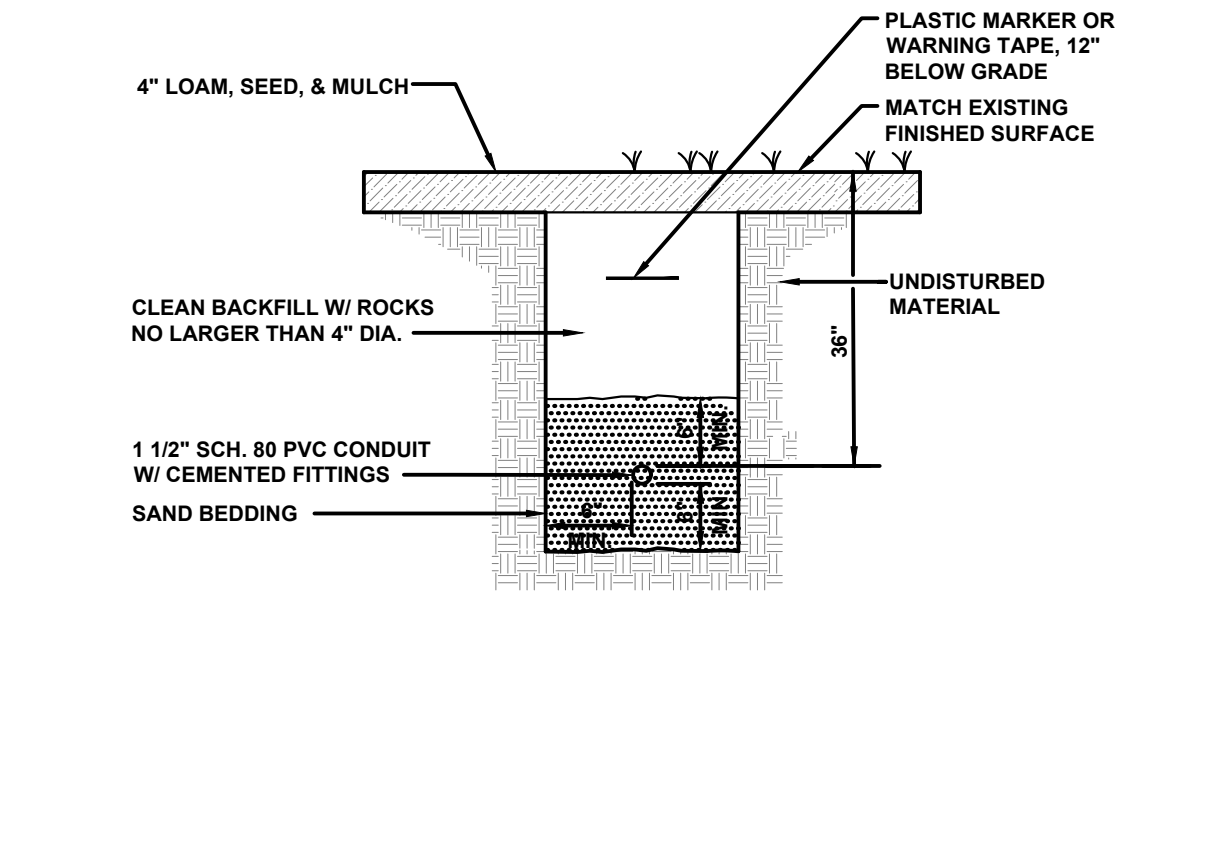 PLASTIC MARKER OR
WARNING TAPE, 12"
BELOW GRADE
4" LOAM, SEED, & MULCH
MATCH EXISTING
FINISHED SURFACE
UNDISTURBED
MATERIAL
CLEAN BACKFILL W/ ROCKS
NO LARGER THAN 4" DIA.
36"
6"
MIN
1 1/2" SCH. 80 PVC CONDUIT
W/ CEMENTED FITTINGS
SAND BEDDING
6"
MIN.
6"
MIN